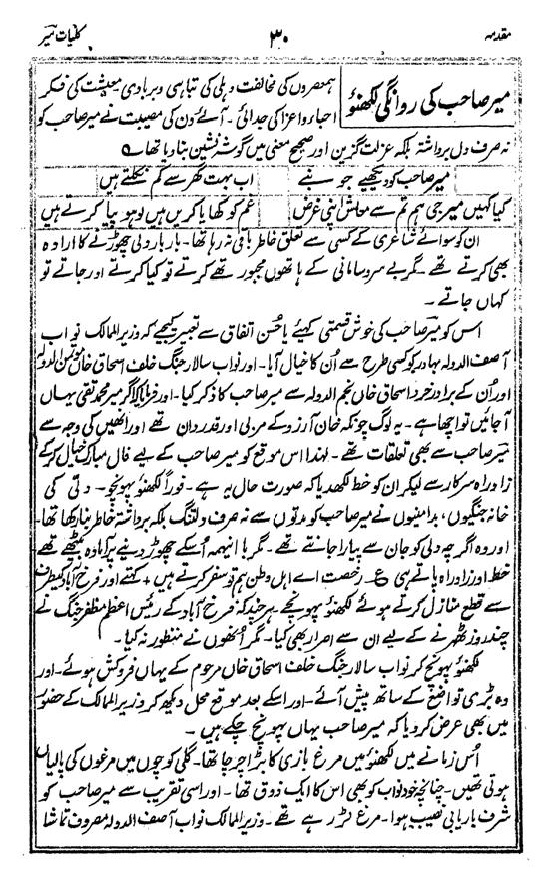 مقدمہ ۳۰ کلیات میر
میر صاحب کی روانگی لکھنؤ
ہمعصروں کی مخالفت دہلی کی تباہی و بربادی معیشت کی فکر
احباء و اعزا کی جدائی ۔ آئے دن کی مصیبت نے میر صاحب کو
نہ صرف دل برداشتہ بلکہ عزلت گزین اور صحیح معنی میں گوشہ نشین بنا دیا تھا ؎
میر صاحب کو دیکھیے جو بنے اب بہت گھر سے کم نکلتے ہیں
کیا کہیں میر جی ہم تم سے معاش اپنی غرض غم کو کھایا کریں ہیں لوہو پیا کرتے ہیں
ان کو سوائے شاعری کے کسی سے تعلق خاطر باقی نہ رہا تھا ۔ بار بار دلی چھوڑنے کا ارادہ
بھی کرتے تھے ۔ مگر بے سر و سامانی کے ہاتھوں مجبور تھے کرتے تو کیا کرتے اور جاتے تو
کہاں جاتے ۔
اس کو میر صاحب کی خوش قسمتی کہئے یا حُسن اتفاق سے تعبیر کیجیے کہ وزیر الممالک نواب
آصف الدولہ بہادر کو کسی طرح سے اُن کا خیال آیا ۔ اور نواب سالار جنگ خلف اسحاق خاں موتمن الدولہ
اور اُن کے برادر خرد اسحاق خاں نجم الدولہ سے میر صاحب کا ذکر کیا ۔ اور فرمایا کہ اگر میر محمد تقی یہاں
آ جائیں تو اچھا ہے ۔ یہ لوگ چونکہ خان آرزو کے مربی اور قدر دان تھے اور انھیں کی وجہ سے
میر صاحب سے بھی تعلقات تھے ۔ لہٰذا اس موقع کو میر صاحب کے لیے فال مبارک خیال کر کے
زاد راہ سرکار سے لیکر ان کو خط لکھدیا کہ صورت حال یہ ہے ۔ فوراً لکھنؤ پہونچو ۔ دلی کی
خانہ جنگیوں، بدامنیوں نے میر صاحب کو مدتوں سے نہ صرف دلتنگ بلکہ برداشتہ خاطر بنا رکھا تھا ۔
اور وہ اگرچہ دلی کو جان سے پیارا جانتے تھے ۔ مگر با اینہمہ اُسکے چھوڑ دینے پر آمادہ بیٹھے تھے
خط اور زاد راہ پاتے ہی ع رخصت اے اہل وطن ہم تو سفر کرتے ہیں + کہتے اور فرخ آباد کیطرف
سے قطع منازل کرتے ہوئے لکھنؤ پہونچے ہر چند کہ فرخ آباد کے رئیس اعظم مظفر جنگ نے
چند روز ٹھہرنے کے لیے ان سے اصرار بھی کیا ۔ مگر اُنھوں نے منظور نہ کیا ۔
لکھنؤ پہونچ کر نواب سالار جنگ خلف اسحاق خاں مرحوم کے یہاں فروکش ہوئے ۔ اور
وہ بڑی تواضع کے ساتھ پیش آئے ۔ اور اسکے بعد موقع محل دیکھ کر وزیر الممالک کے حضور
میں بھی عرض کر دیا کہ میر صاحب یہاں پہونچ چکے ہیں ۔
اُس زمانے میں لکھنؤ میں مرغ بازی کا بڑا چرچا تھا ۔ گلی کوچوں میں مرغوں کی پالیاں
ہوتی تھیں ۔ چنانچہ خود نواب کو بھی اس کا ایک ذوق تھا ۔ اور اسی تقریب سے میر صاحب کو
شرف باریابی نصیب ہوا ۔ مرغ لڑ رہے تھے ۔ وزیر الممالک نواب آصف الدولہ مصروف تماشا